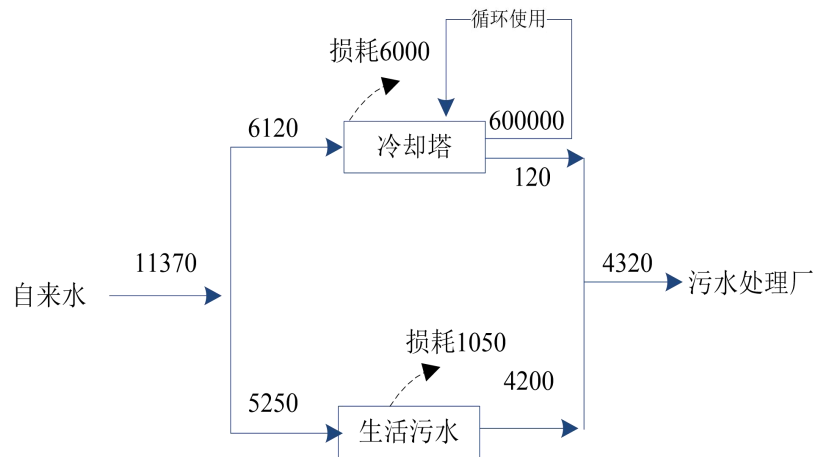 循环使用
损耗6000
6120
600000
冷却塔
120
11370
自来水
4320
污水处理厂
损耗1050
5250
4200
生活污水